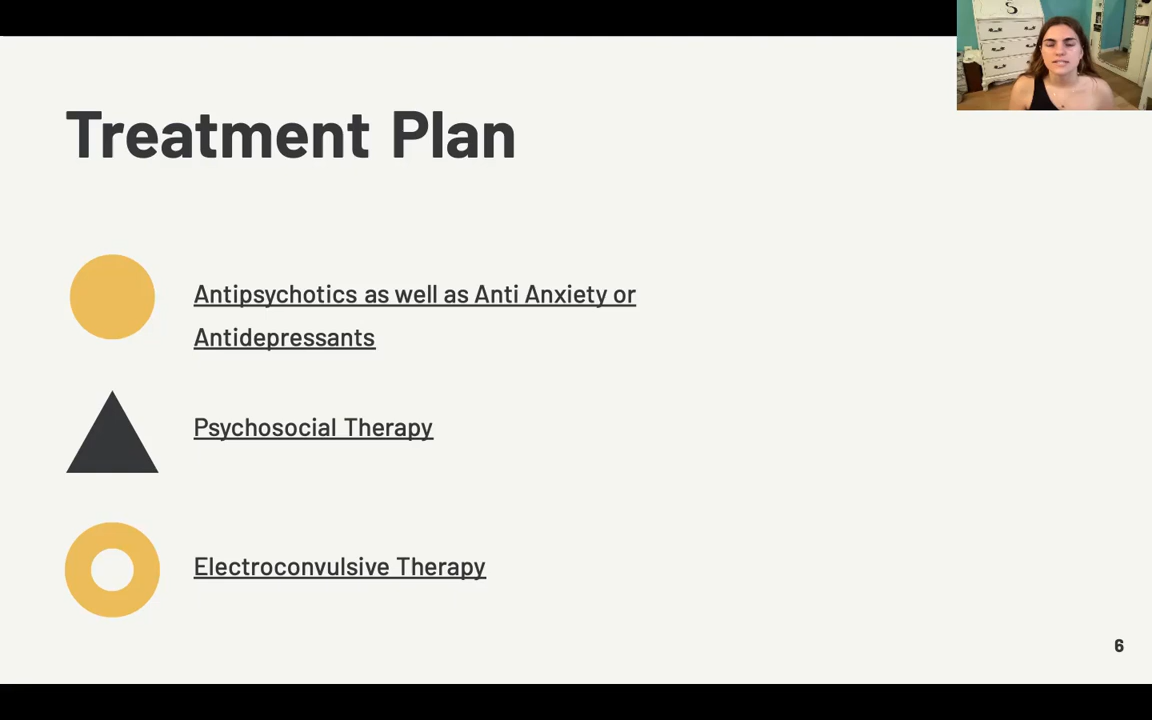 S
Treatment Plan
Antipsychotics as well as Anti Anxiety or
Antidepressants
Psychosocial Therapy
Electroconvulsive Therapy
6